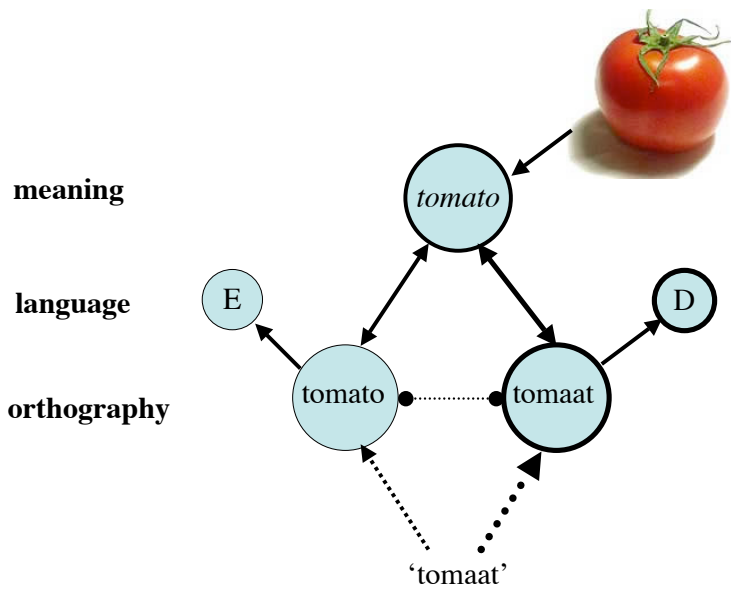 meaning
tomato
language
E
D
orthography
tomato
tomaat
‘tomaat’